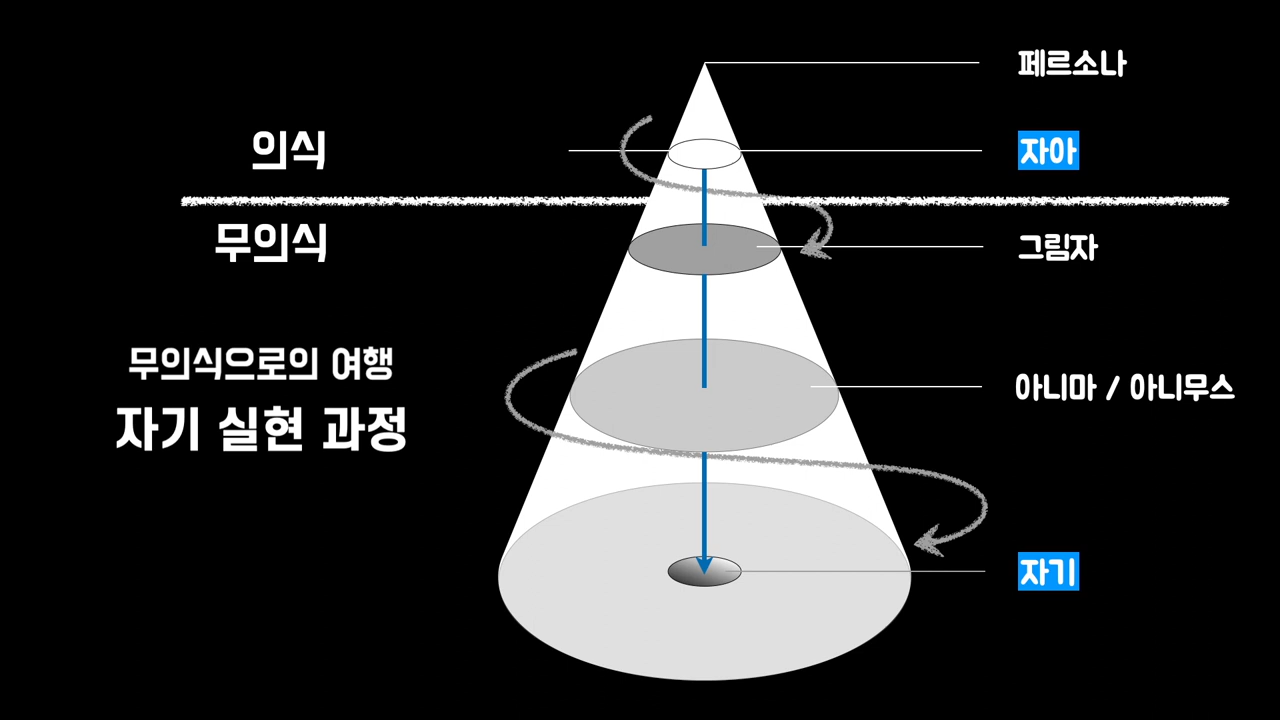 페르소나
의식
자아
무의식
그림자
무의식으로의 여행
자기 실현 과정
아니마 / 아니무스
자기